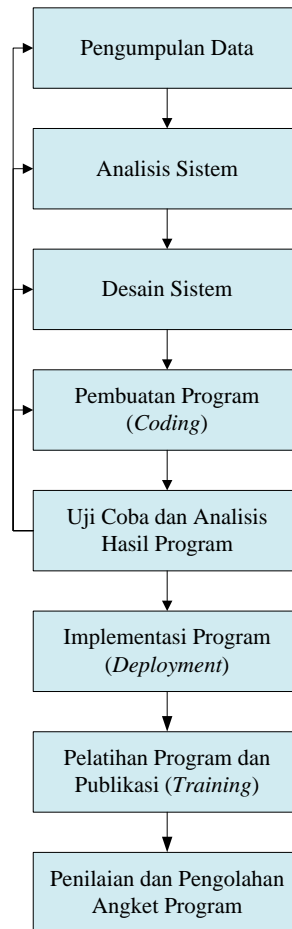 Pengumpulan Data
Analisis Sistem
Desain Sistem
Pembuatan Program
(Coding)
Uji Coba dan Analisis
Hasil Program
Implementasi Program
(Deployment)
Pelatihan Program dan
Publikasi (Training)
Penilaian dan Pengolahan
Angket Program